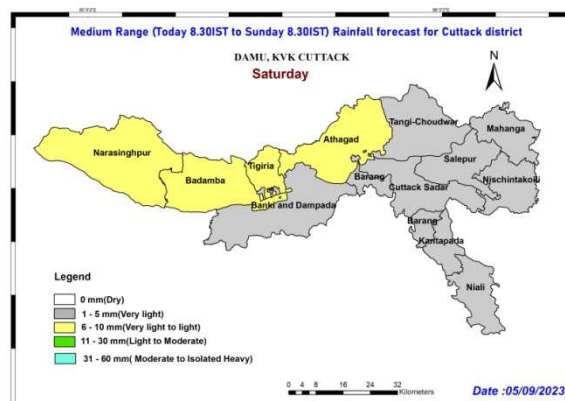 Medium Range (Today 8.30IST to Sunday 8.30IST) Rainfall forecast for Cuttack district
DAMU, KVK CUTTACK
Saturday
N
Tangi-Choudwar
Mahanga
Athagad
Narasinghpur
Tigiria
Salepur
Badamba
Barang
Nischintakoili
Cuttack Sadar
Banki and Dampada
Barang
Kantapada
Niali
Legend
0 mm(Dry)
1 - 5 mm(Very light)
6 - 10 mm(Very light to light)
11 - 30 mm(Light to Moderate)
31 - 60 mm( Moderate to Isolated Heavy)
0 4 8 16 24 32
Kilometers
Date :05/09/2023